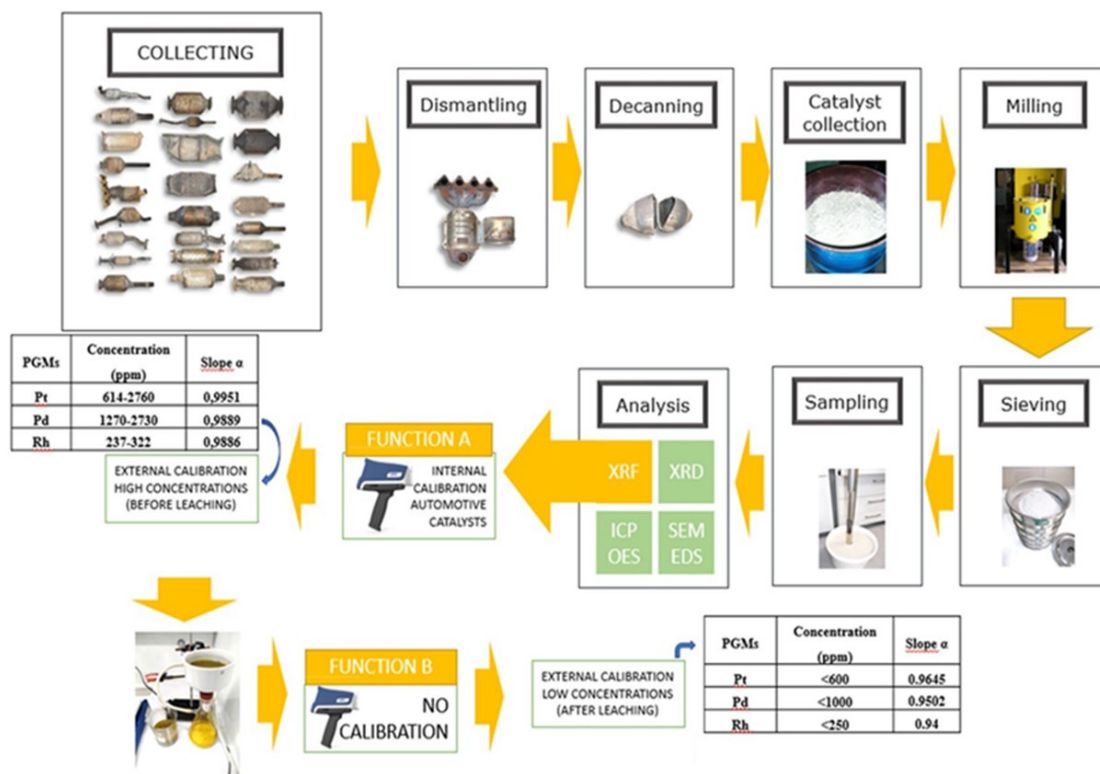 COLLECTING
Dismantling
Decanning
Catalyst
collection
Milling
Sieving
Sampling
Analysis
XRF
XRD
ICP
OES
SEM
EDS
FUNCTION A
INTERNAL
CALIBRATION
AUTOMOTIVE
CATALYSTS
PGMs Concentration (ppm) Slope α
Pt 614-2760 0,9951
Pd 1270-2730 0,9889
Rh 237-322 0,9886
EXTERNAL CALIBRATION
HIGH CONCENTRATIONS
(BEFORE LEACHING)
FUNCTION B
NO
CALIBRATION
EXTERNAL CALIBRATION
LOW CONCENTRATIONS
(AFTER LEACHING)
PGMs Concentration (ppm) Slope α
Pt <600 0.9645
Pd <1000 0.9502
Rh <250 0.94